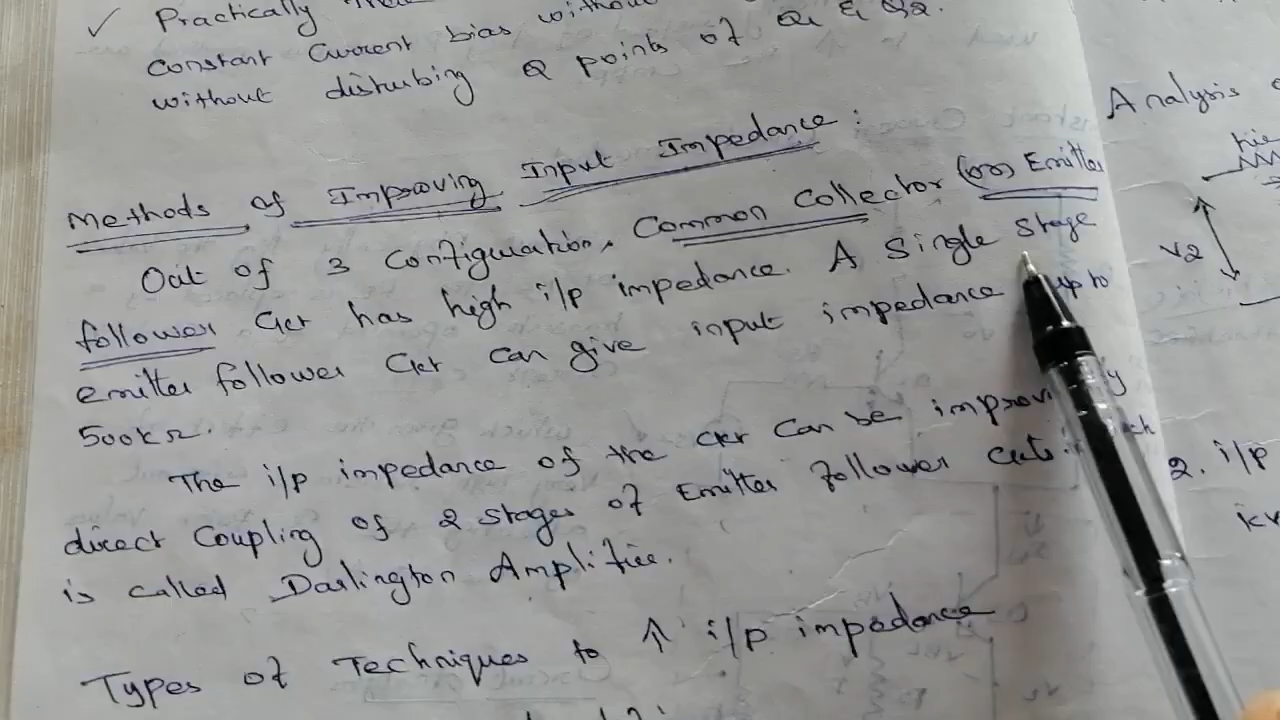 ✓ Practically
constant Current bias without
without disturbing Q points of Q1 & Q2.
Methods of Improving Input Impedance :
Out of 3 Configuration, Common Collector (or) Emitter
follower Ckt has high i/p impedance. A Single Stage
emitter follower Ckt can give input impedance up to
500kΩ.
The i/p impedance of the ckt can be
direct Coupling of 2 stages of Emitter follower
is called Darlington Amplifier.
Types of Techniques to ↑ i/p impedance
Analysis
hie
V2
2. i/p